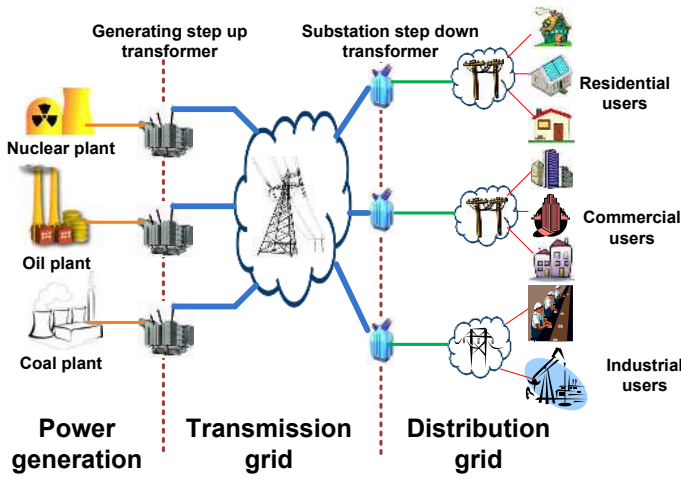 Generating step up
transformer
Substation step down
transformer
Nuclear plant
Residential
users
Oil plant
Commercial
users
Coal plant
Industrial
users
Power
generation
Transmission
grid
Distribution
grid